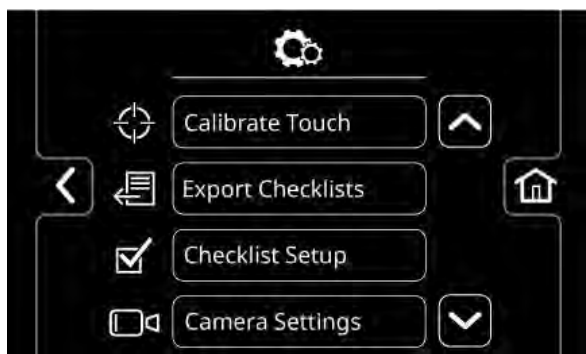 Calibrate Touch
Export Checklists
Checklist Setup
Camera Settings